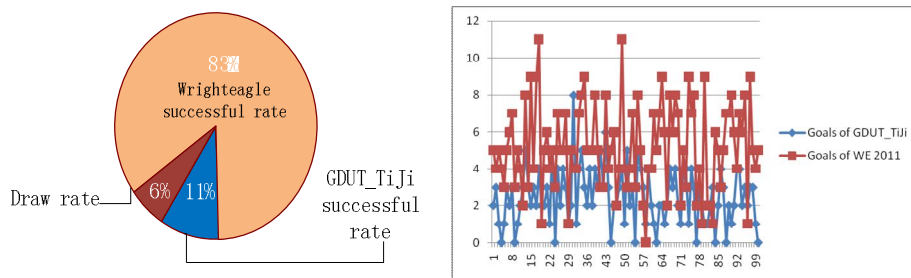 83%
Wrighteagle
successful rate
6%
11%
Draw rate
GDUT_TiJi
successful
rate
12
10
8
6
4
2
0
1 8 15 22 29 36 43 50 57 64 71 78 85 92 99
Goals of GDUT_TiJi
Goals of WE 2011